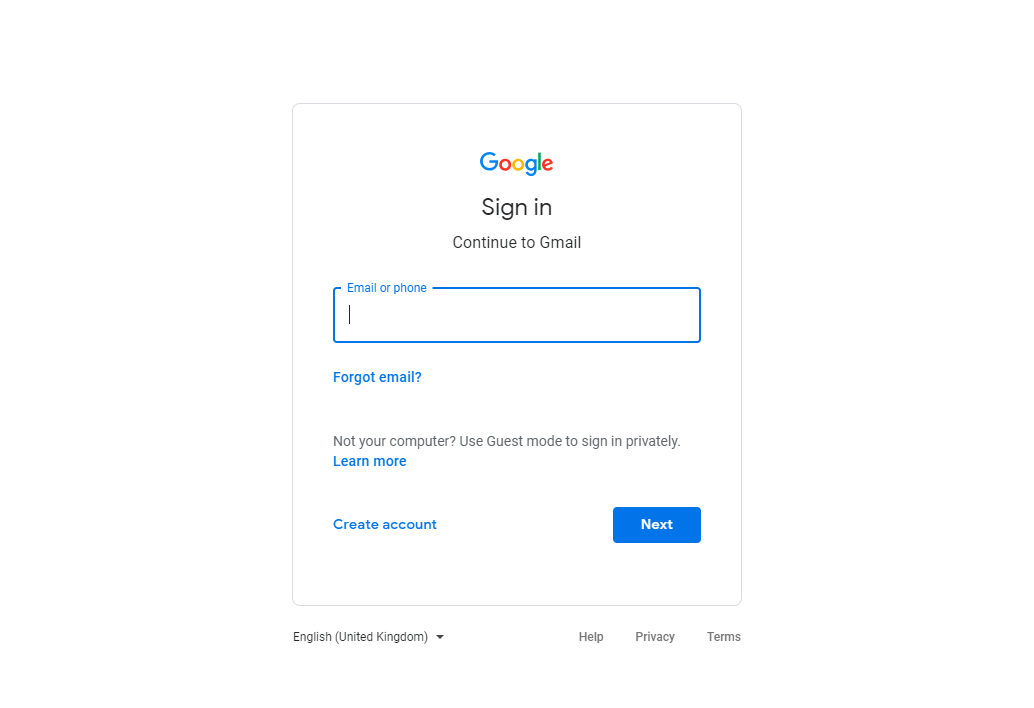 Google
Sign in
Continue to Gmail
Email or phone
Forgot email?
Not your computer? Use Guest mode to sign in privately.
Learn more
Create account
Next
English (United Kingdom)
Help
Privacy
Terms